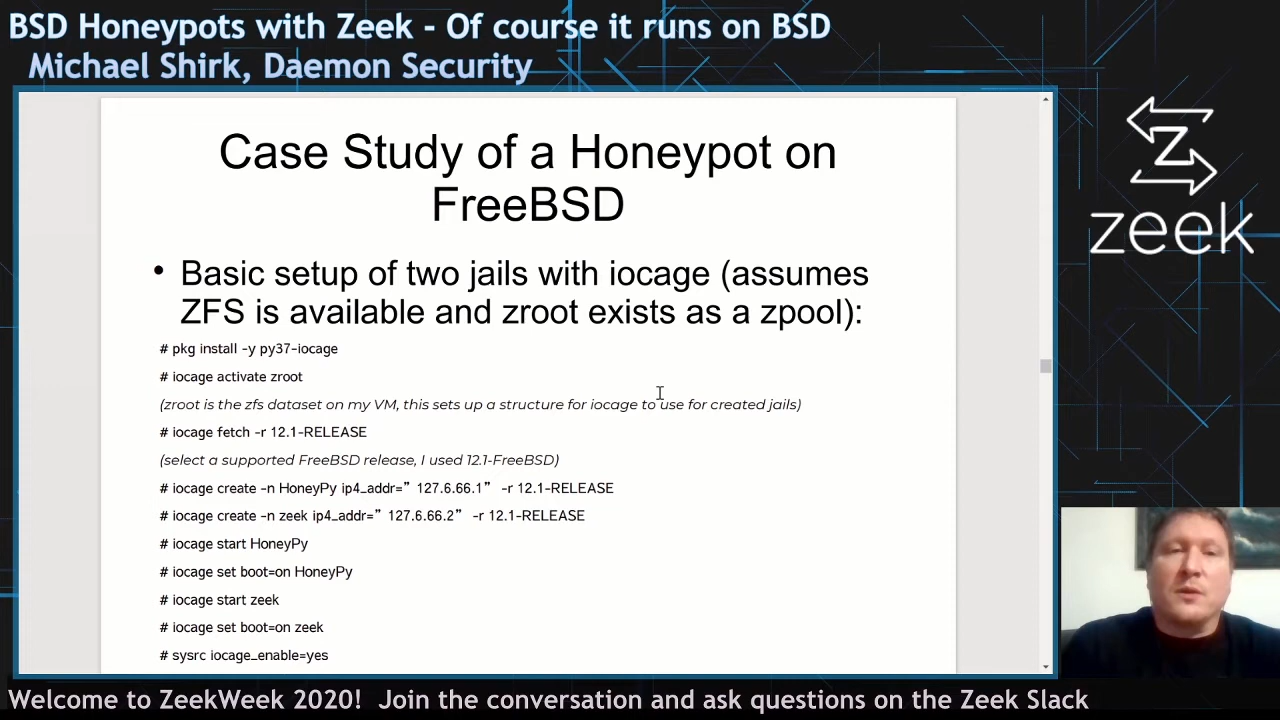 BSD Honeypots with Zeek - Of course it runs on BSD
Michael Shirk, Daemon Security
Case Study of a Honeypot on
FreeBSD
• Basic setup of two jails with iocage (assumes
ZFS is available and zroot exists as a zpool):
# pkg install -y py37-iocage
# iocage activate zroot
(zroot is the zfs dataset on my VM, this sets up a structure for iocage to use for created jails)
# iocage fetch -r 12.1-RELEASE
(select a supported FreeBSD release, I used 12.1-FreeBSD)
# iocage create -n HoneyPy ip4_addr=”127.6.66.1” -r 12.1-RELEASE
# iocage create -n zeek ip4_addr=”127.6.66.2” -r 12.1-RELEASE
# iocage start HoneyPy
# iocage set boot=on HoneyPy
# iocage start zeek
# iocage set boot=on zeek
# sysrc iocage_enable=yes
Z
zeek
Welcome to ZeekWeek 2020! Join the conversation and ask questions on the Zeek Slack